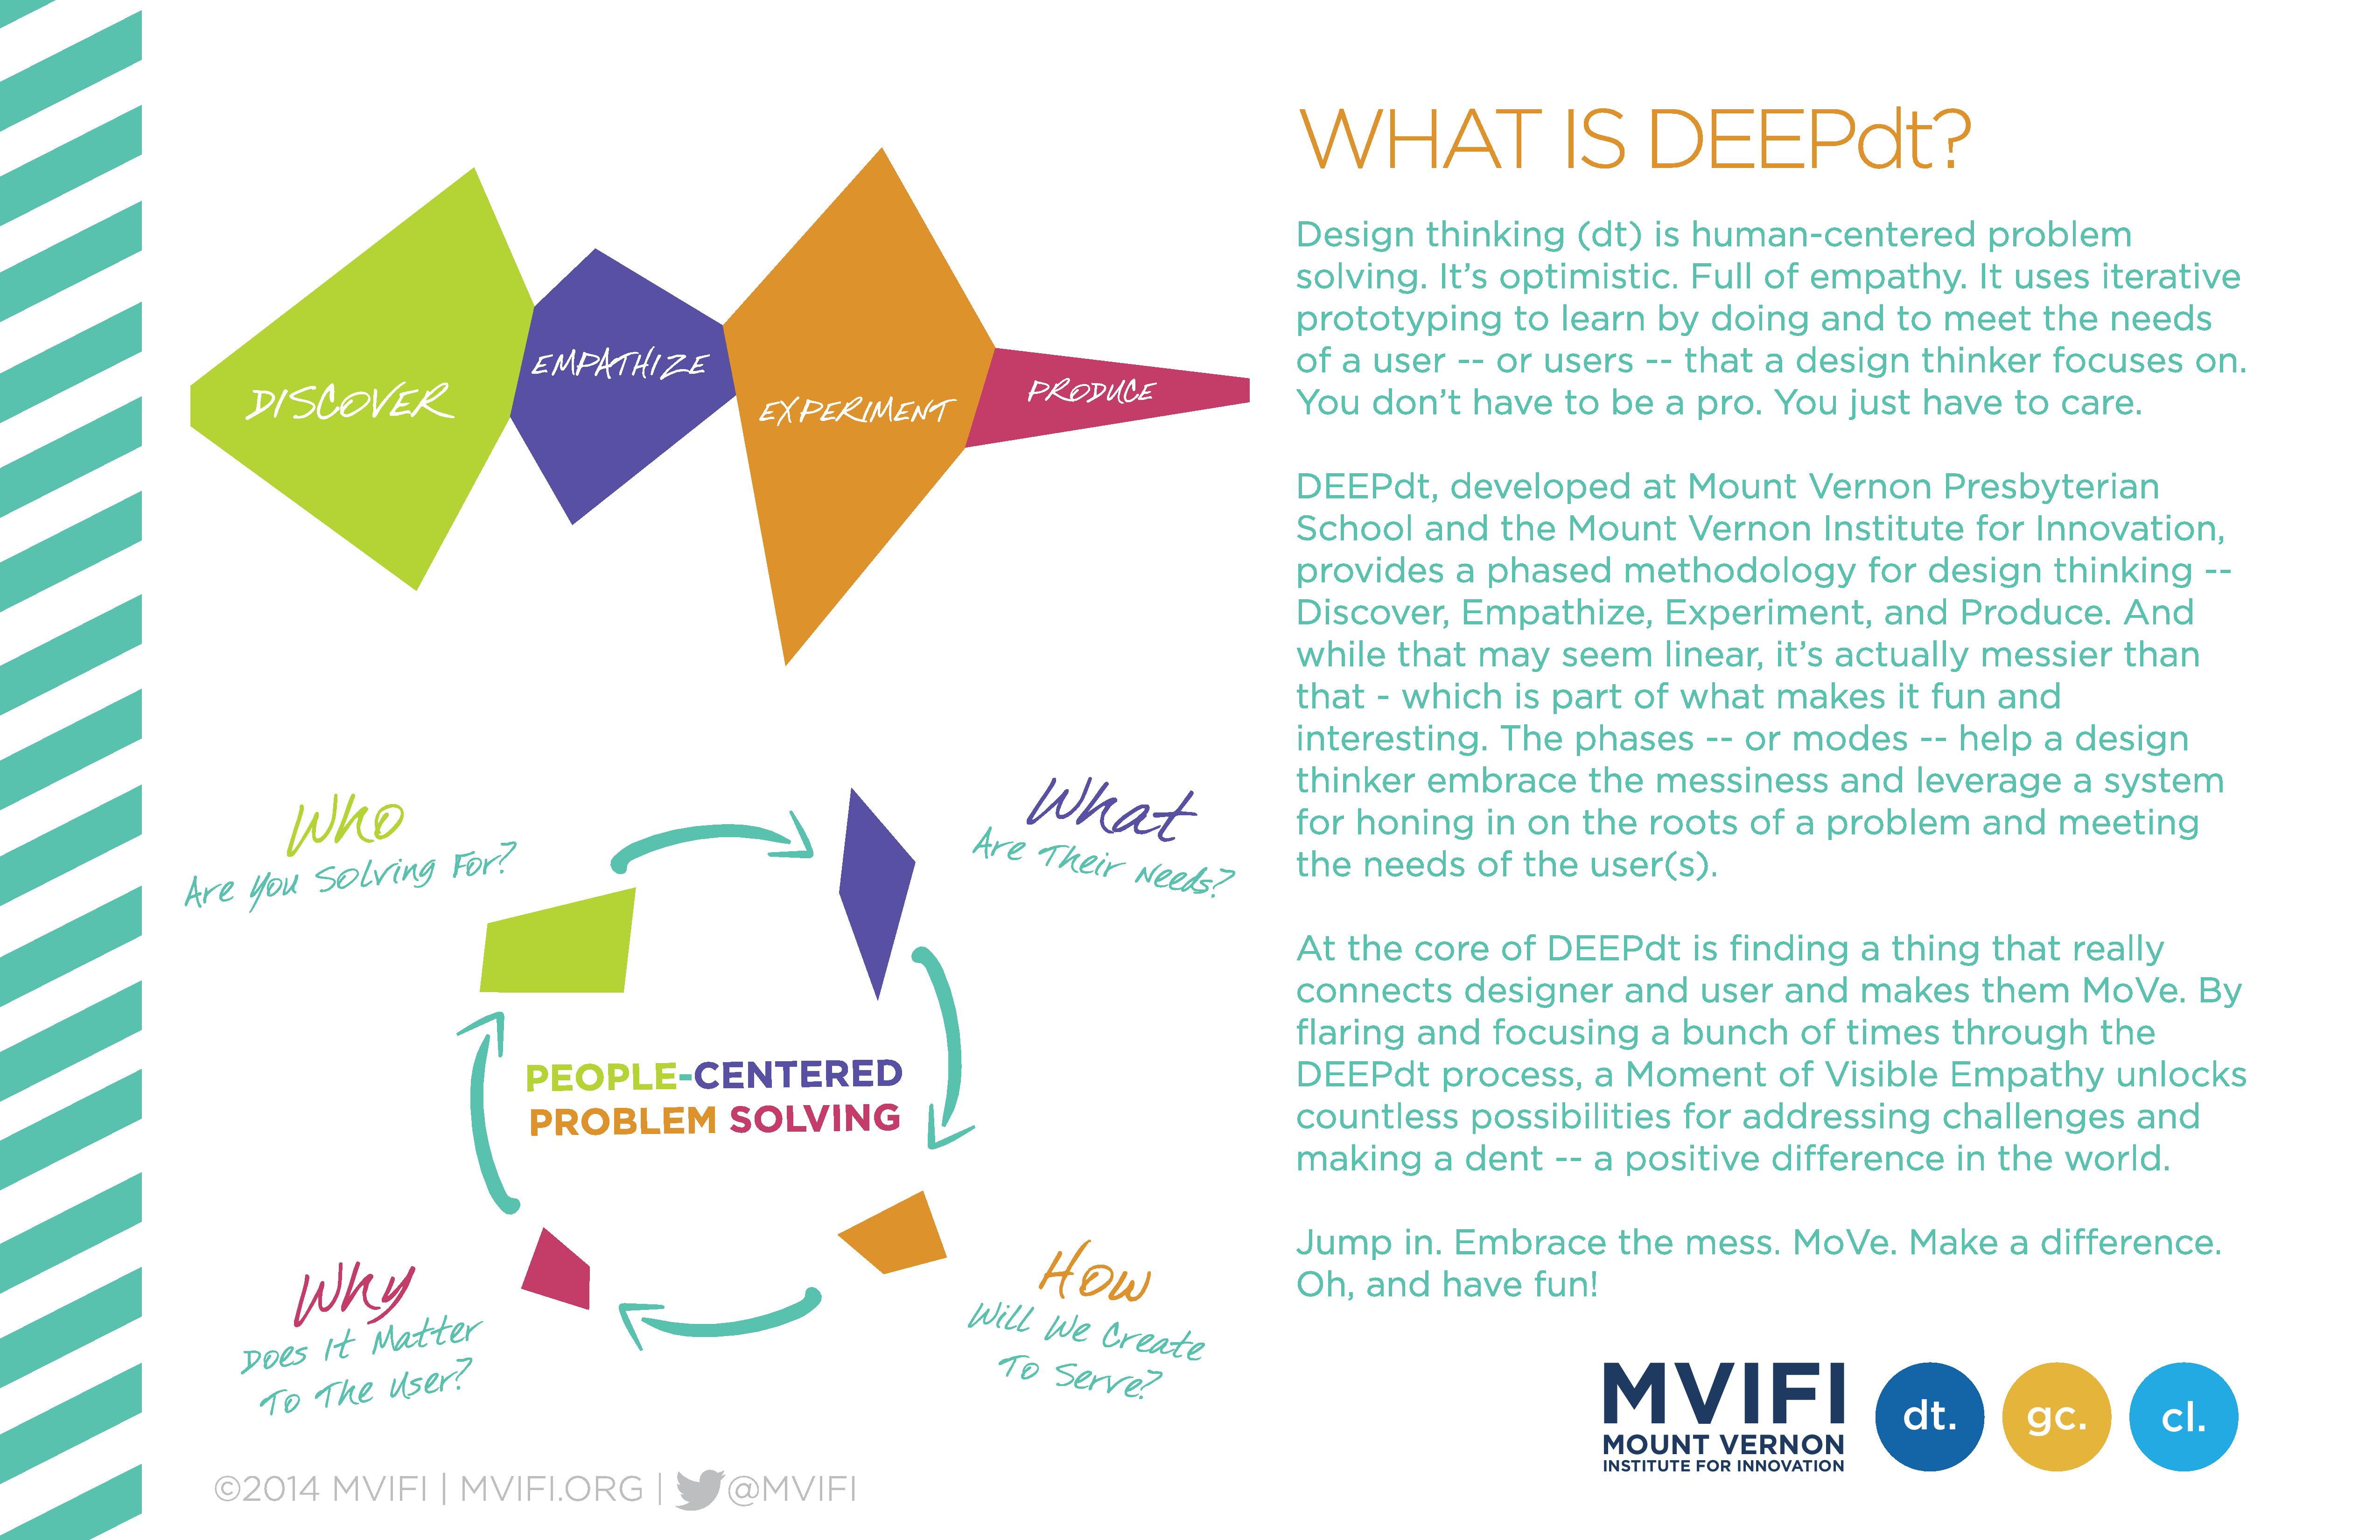 DISCOVER
EMPATHIZE
EXPERIMENT
PRODUCE
Who
Are You Solving For?
What
Are Their Needs?
PEOPLE-CENTERED
PROBLEM SOLVING
Why
Does It Matter
To The User?
How
Will We Create
To Serve?
©2014 MVIFI | MVIFI.ORG | @MVIFI
WHAT IS DEEPdt?
Design thinking (dt) is human-centered problem
solving. It's optimistic. Full of empathy. It uses iterative
prototyping to learn by doing and to meet the needs
of a user -- or users -- that a design thinker focuses on.
You don't have to be a pro. You just have to care.
DEEPdt, developed at Mount Vernon Presbyterian
School and the Mount Vernon Institute for Innovation,
provides a phased methodology for design thinking --
Discover, Empathize, Experiment, and Produce. And
while that may seem linear, it's actually messier than
that - which is part of what makes it fun and
interesting. The phases -- or modes -- help a design
thinker embrace the messiness and leverage a system
for honing in on the roots of a problem and meeting
the needs of the user(s).
At the core of DEEPdt is finding a thing that really
connects designer and user and makes them MoVe. By
flaring and focusing a bunch of times through the
DEEPdt process, a Moment of Visible Empathy unlocks
countless possibilities for addressing challenges and
making a dent -- a positive difference in the world.
Jump in. Embrace the mess. MoVe. Make a difference.
Oh, and have fun!
MVIFI
MOUNT VERNON
INSTITUTE FOR INNOVATION
dt.
gc.
cl.